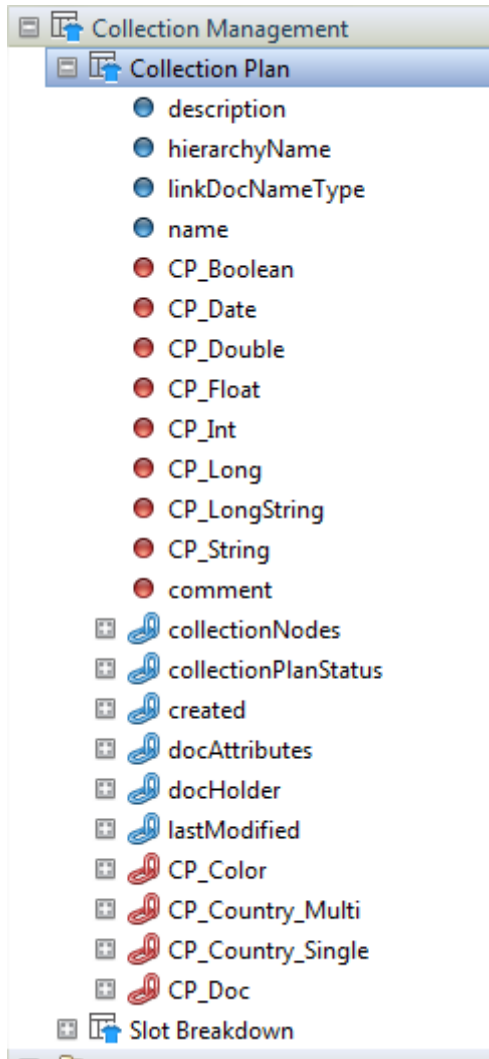 Collection Management
Collection Plan
description
hierarchyName
linkDocNameType
name
CP_Boolean
CP_Date
CP_Double
CP_Float
CP_Int
CP_Long
CP_LongString
CP_String
comment
collectionNodes
collectionPlanStatus
created
docAttributes
docHolder
lastModified
CP_Color
CP_Country_Multi
CP_Country_Single
CP_Doc
Slot Breakdown